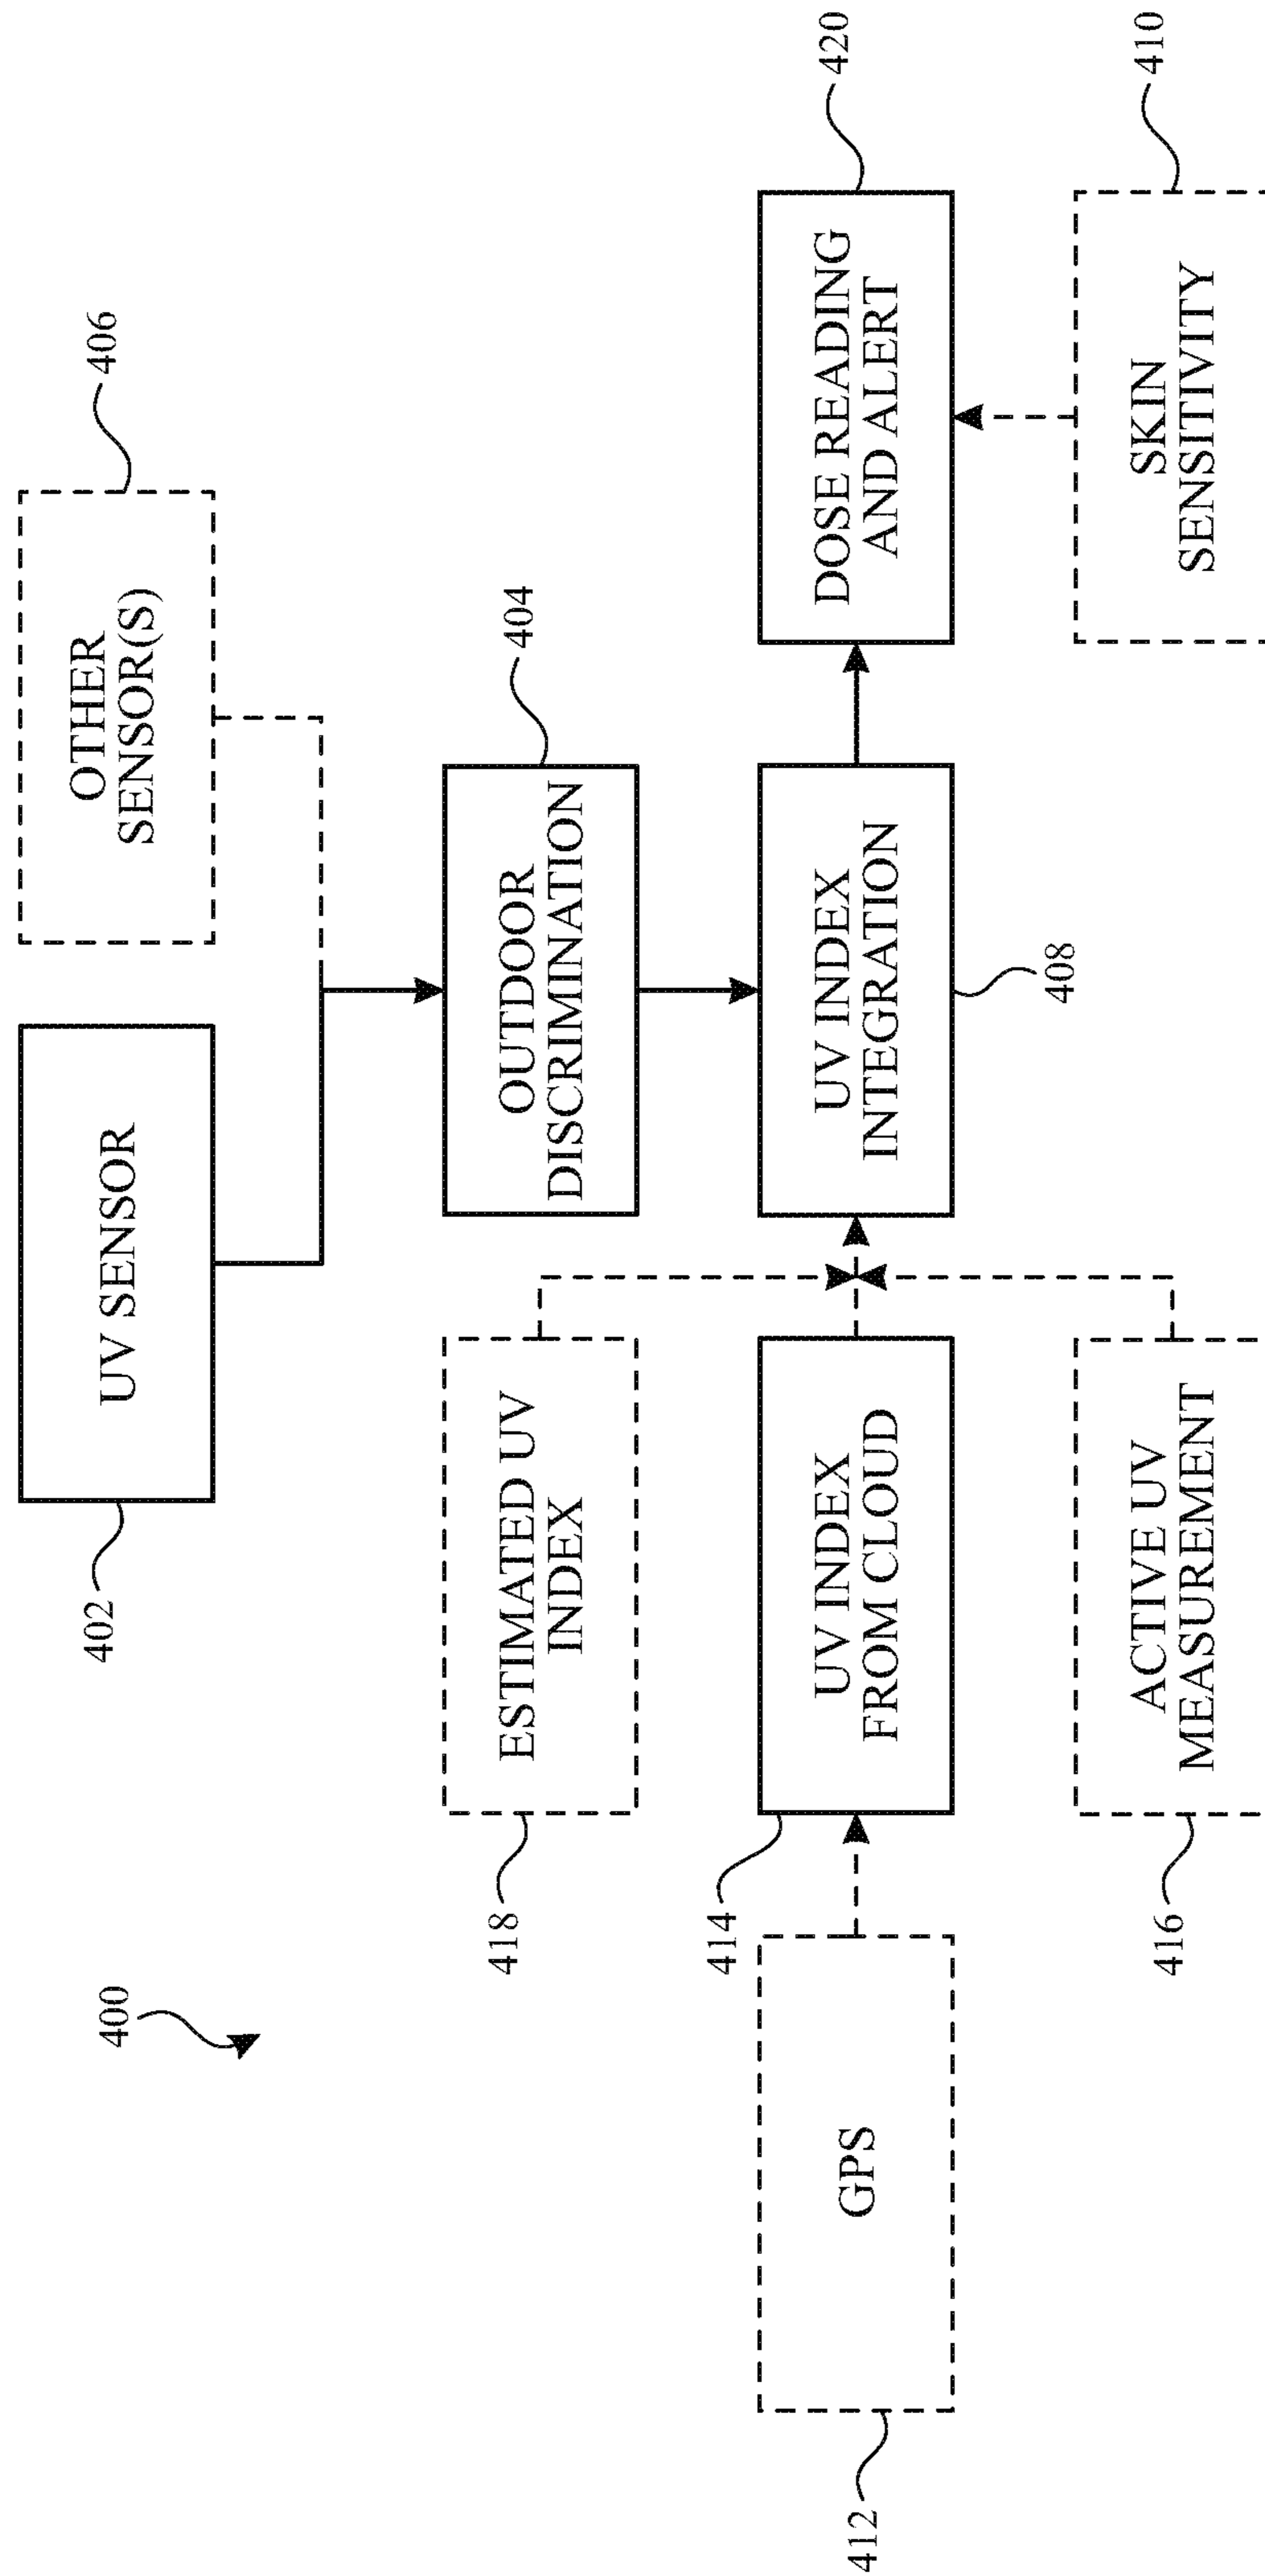 400
UV SENSOR
402
OTHER
SENSOR(S)
406
OUTDOOR
DISCRIMINATION
404
ESTIMATED UV
INDEX
418
GPS
412
UV INDEX
FROM CLOUD
414
UV INDEX
INTEGRATION
408
DOSE READING
AND ALERT
420
ACTIVE UV
MEASUREMENT
416
SKIN
SENSITIVITY
410